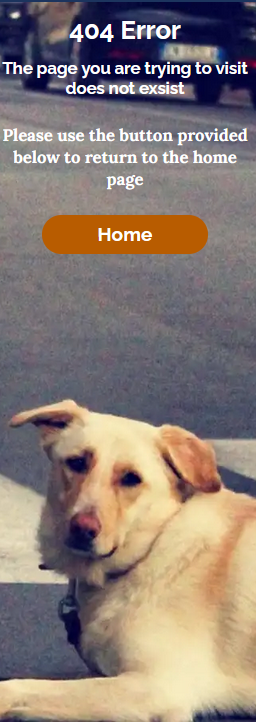 404 Error
The page you are trying to visit
does not exsist
Please use the button provided
below to return to the home
page
Home